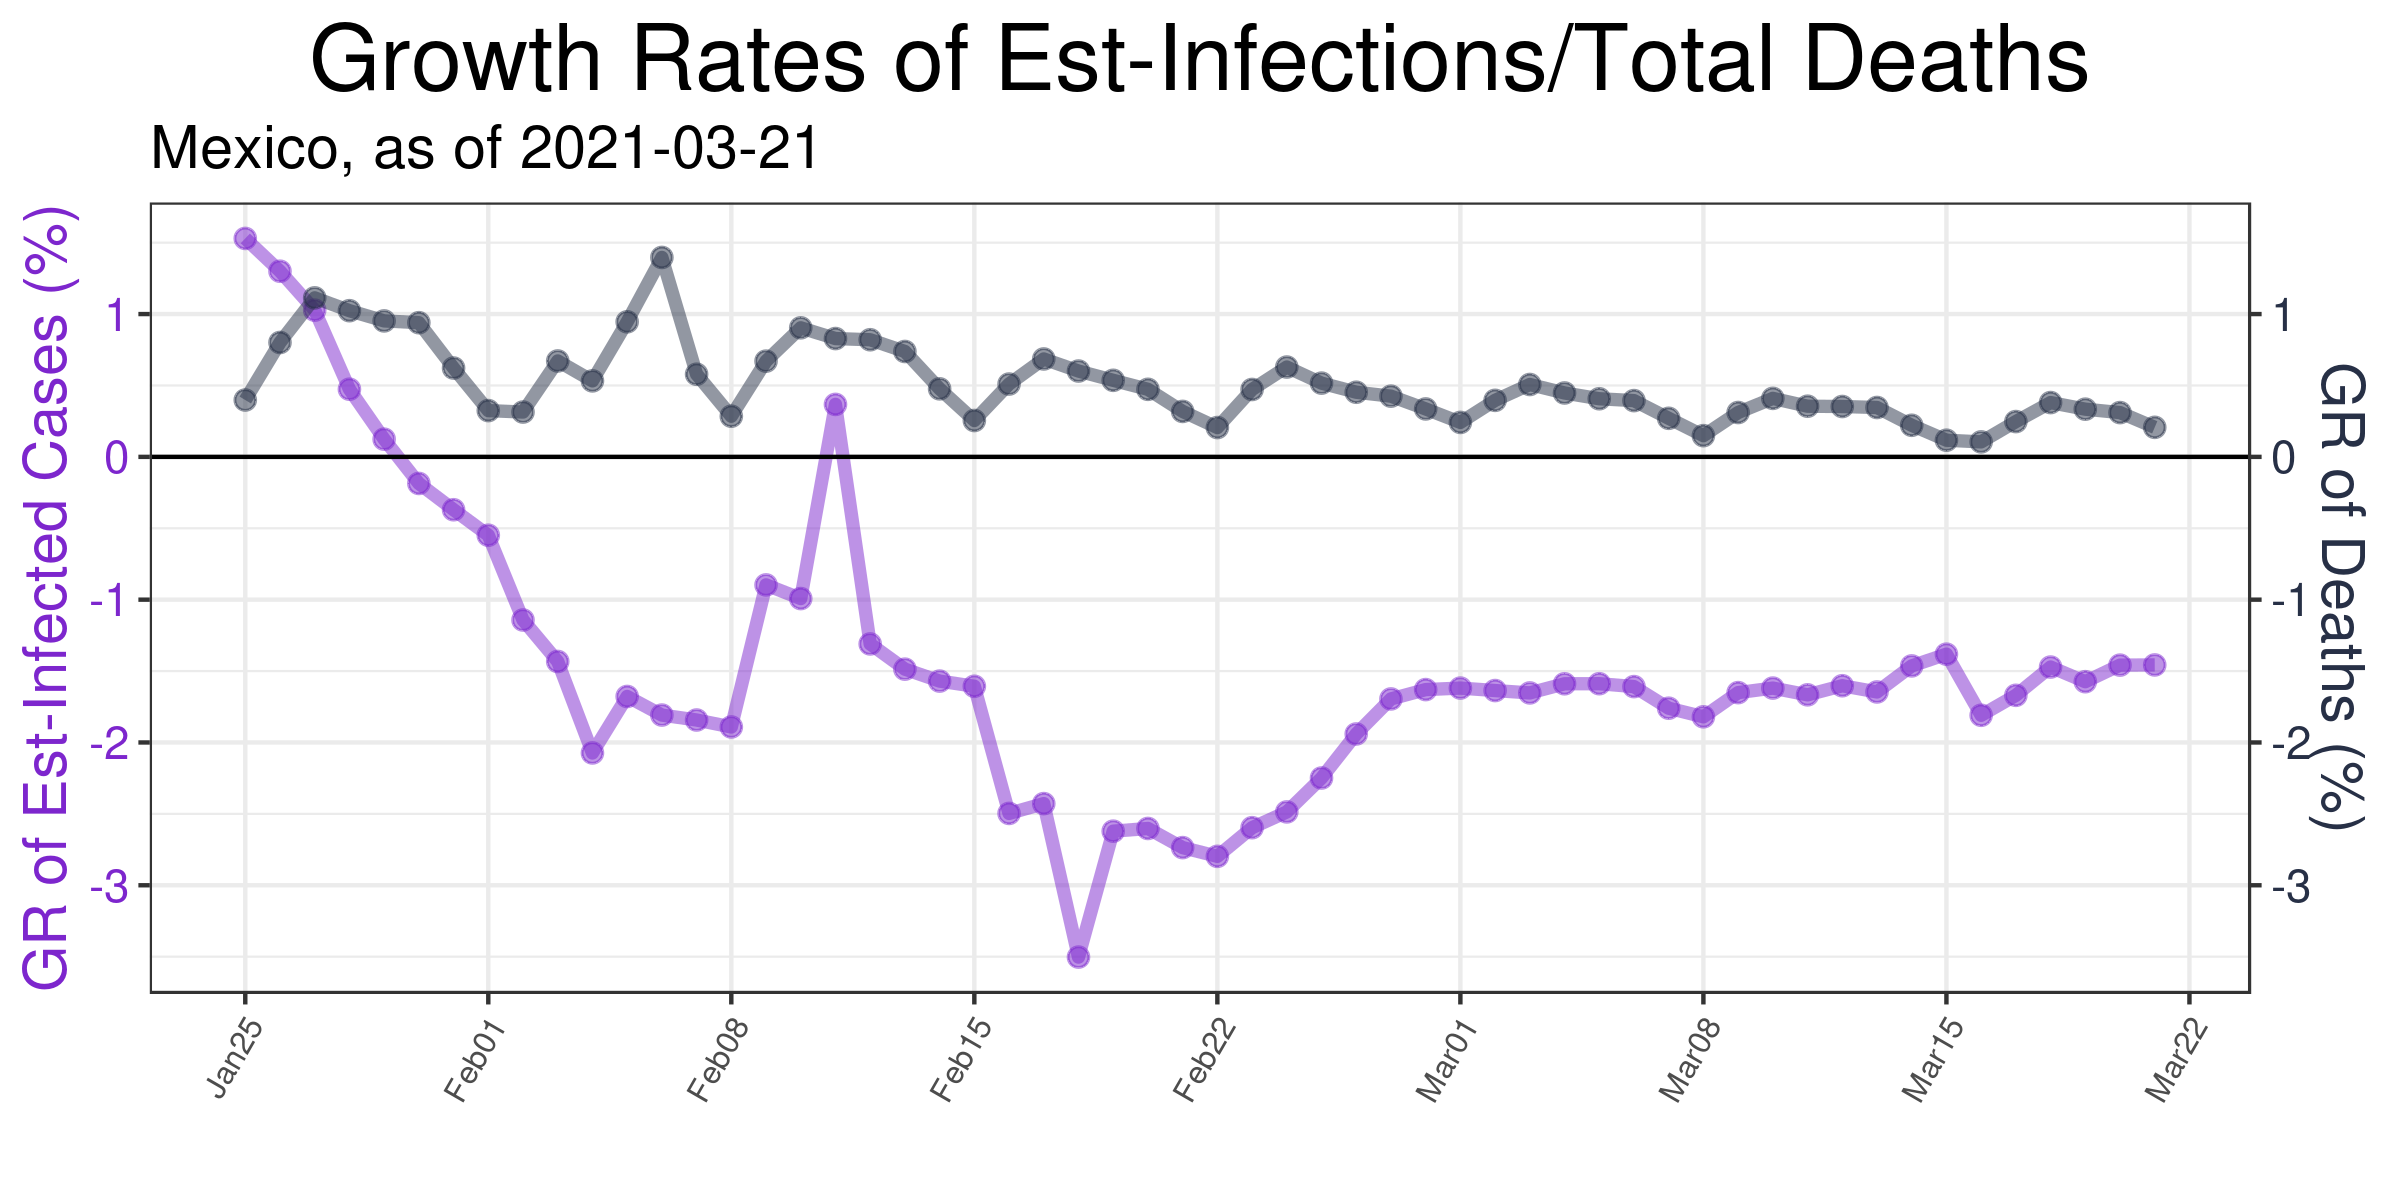 Growth Rates of Est-Infections/Total Deaths
Mexico, as of 2021-03-21
GR of Est-Infected Cases (%)
1
0
-1
-2
-3
1
0
-1
-2
-3
GR of Deaths (%)
Jan25
Feb01
Feb08
Feb15
Feb22
Mar01
Mar08
Mar15
Mar22